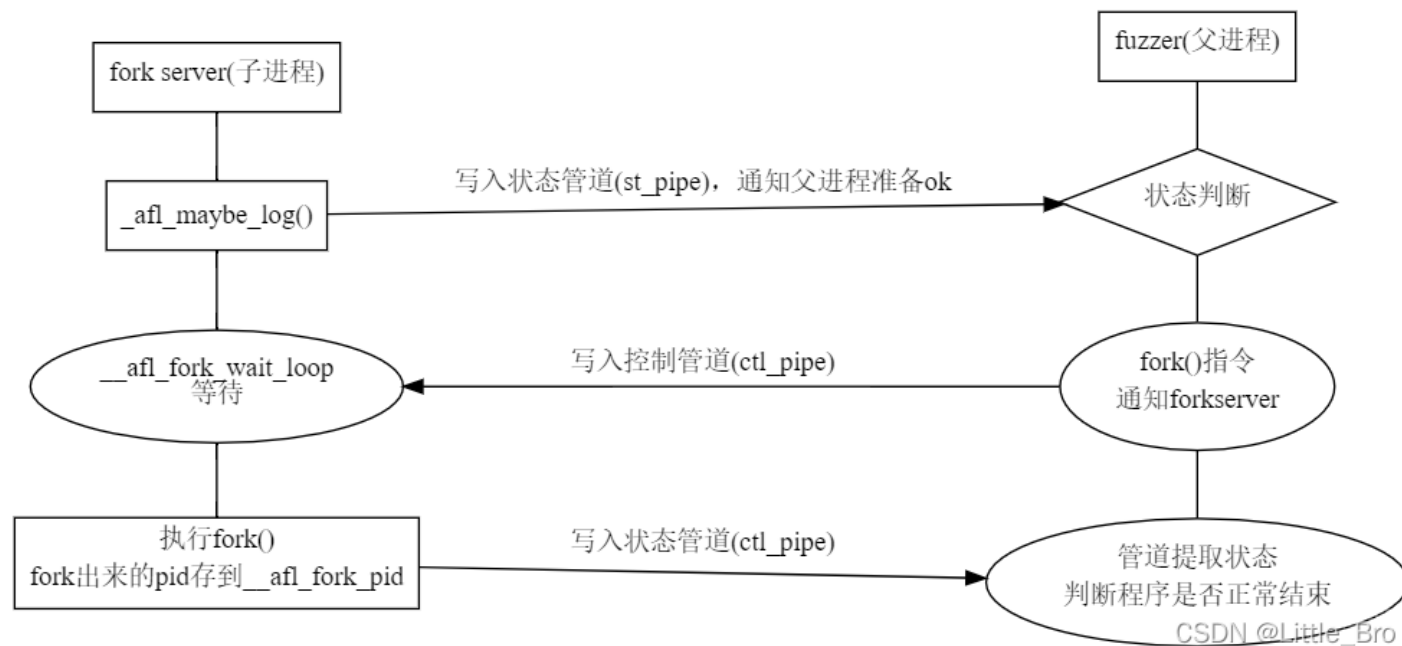 fuzzer(父进程)
fork server(子进程)
写入状态管道(st_pipe)，通知父进程准备ok
状态判断
_afl_maybe_log()
__afl_fork_wait_loop
等待
写入控制管道(ctl_pipe)
fork()指令
通知forkserver
执行fork()
fork出来的pid存到__afl_fork_pid
写入状态管道(ctl_pipe)
管道提取状态
判断程序是否正常结束
CSDN @Little_Bro